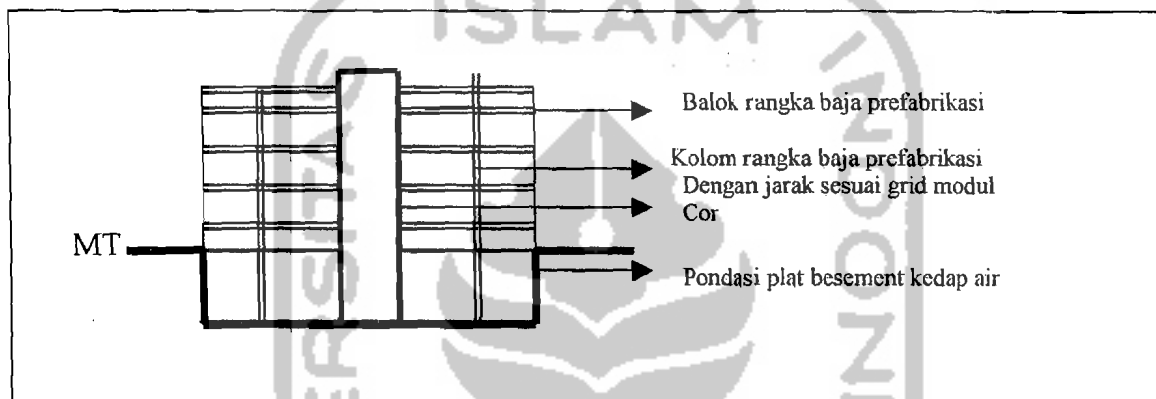 ISLAM
Balok rangka baja prefabrikasi
Kolom rangka baja prefabrikasi
Dengan jarak sesuai grid modul
Cor
MT
Pondasi plat besement kedap air